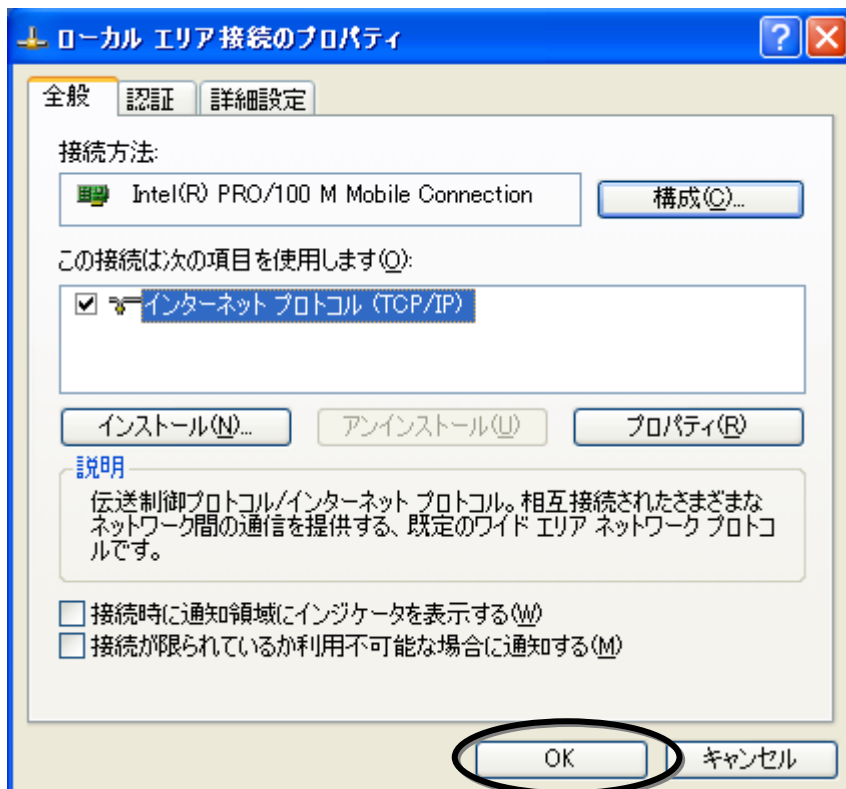 ローカル エリア接続のプロパティ
全般 認証 詳細設定
接続方法:
Intel(R) PRO/100 M Mobile Connection 構成(C)...
この接続は次の項目を使用します(O):
インターネット プロトコル (TCP/IP)
インストール(N)... アンインストール(U) プロパティ(R)
説明
伝送制御プロトコル/インターネット プロトコル。相互接続されたさまざまな
ネットワーク間の通信を提供する、既定のワイド エリア ネットワーク プロトコ
ルです。
接続時に通知領域にインジケータを表示する(W)
接続が限られているか利用不可能な場合に通知する(M)
OK キャンセル